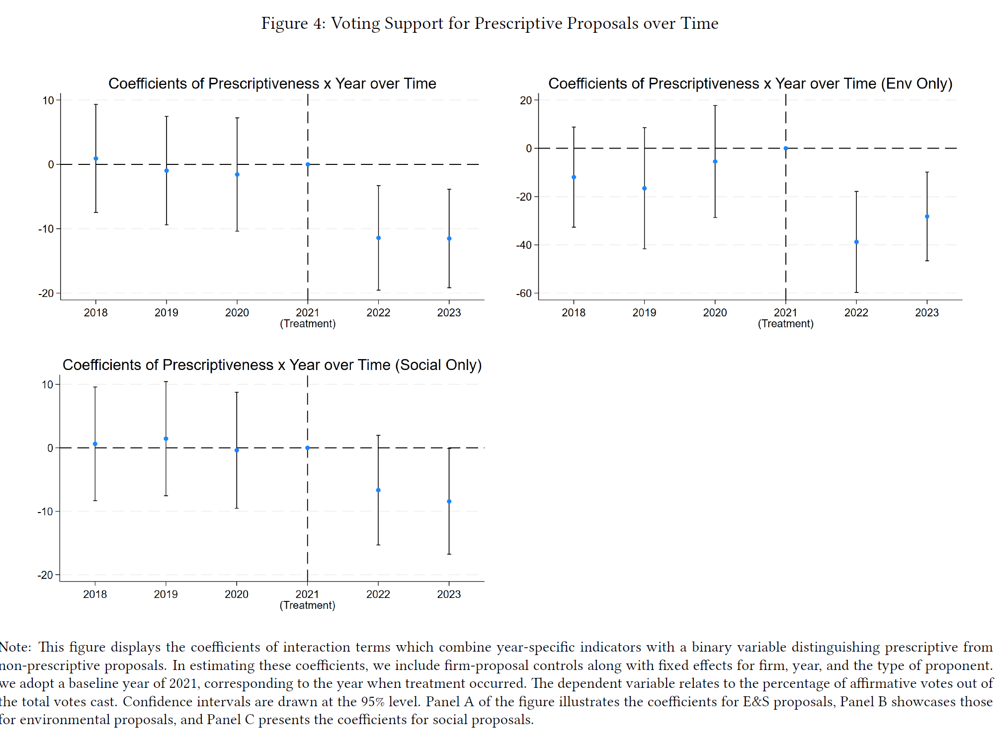 Figure 4: Voting Support for Prescriptive Proposals over Time
Coefficients of Prescriptiveness x Year over Time
10
0
-10
-20
2018 2019 2020 2021 2022 2023
(Treatment)
Coefficients of Prescriptiveness x Year over Time (Env Only)
20
0
-20
-40
-60
2018 2019 2020 2021 2022 2023
(Treatment)
Coefficients of Prescriptiveness x Year over Time (Social Only)
10
0
-10
-20
2018 2019 2020 2021 2022 2023
(Treatment)
Note: This figure displays the coefficients of interaction terms which combine year-specific indicators with a binary variable distinguishing prescriptive from
non-prescriptive proposals. In estimating these coefficients, we include firm-proposal controls along with fixed effects for firm, year, and the type of proponent.
we adopt a baseline year of 2021, corresponding to the year when treatment occurred. The dependent variable relates to the percentage of affirmative votes out of
the total votes cast. Confidence intervals are drawn at the 95% level. Panel A of the figure illustrates the coefficients for E&S proposals, Panel B showcases those
for environmental proposals, and Panel C presents the coefficients for social proposals.